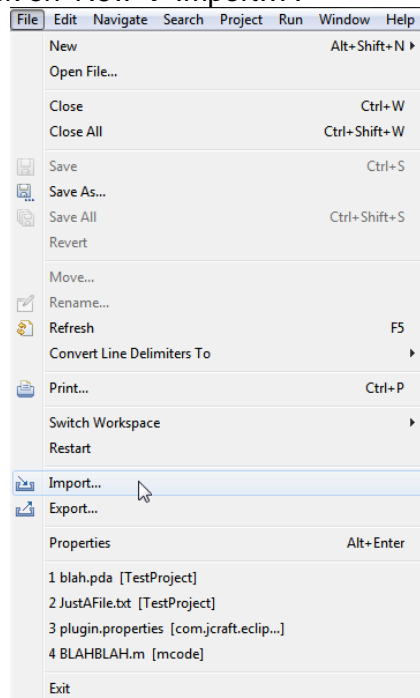 File Edit Navigate Search Project Run Window Help
New Alt+Shift+N
Open File...
Close Ctrl+W
Close All Ctrl+Shift+W
Save Ctrl+S
Save As...
Save All Ctrl+Shift+S
Revert
Move...
Rename...
Refresh F5
Convert Line Delimiters To
Print... Ctrl+P
Switch Workspace
Restart
Import...
Export...
Properties Alt+Enter
1 blah.pda [TestProject]
2 JustAFile.txt [TestProject]
3 plugin.properties [com.jcraft.eclip...]
4 BLAHBLAH.m [mcode]
Exit